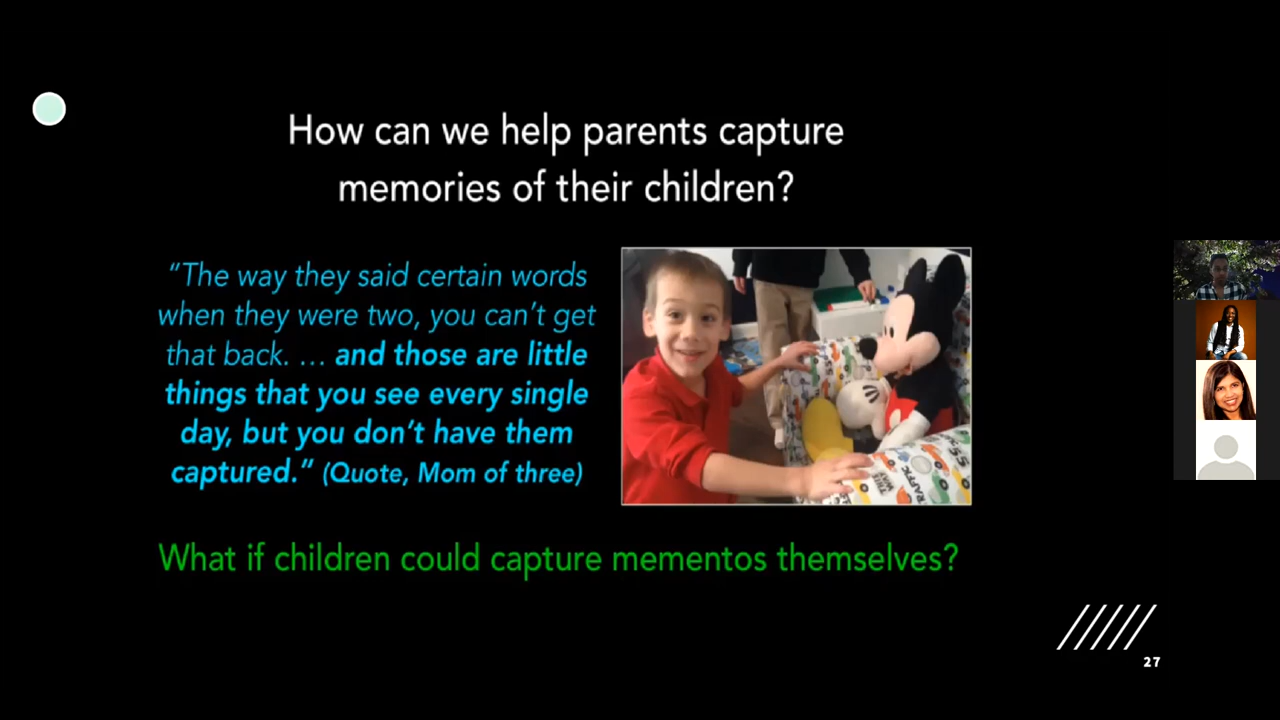 How can we help parents capture
memories of their children?
“The way they said certain words
when they were two, you can’t get
that back. … and those are little
things that you see every single
day, but you don’t have them
captured.” (Quote, Mom of three)
What if children could capture mementos themselves?
27